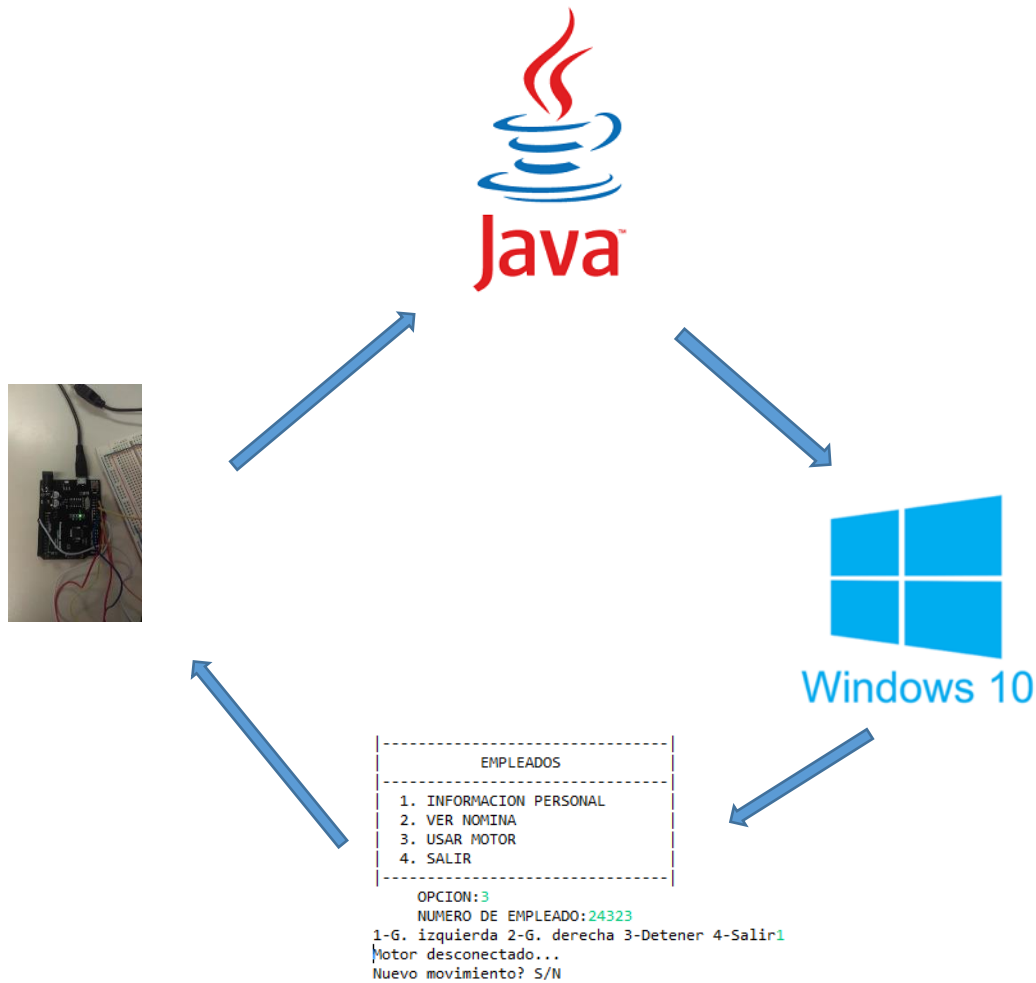 Java™
Windows 10
|--------------------------------|
| EMPLEADOS |
|--------------------------------|
| 1. INFORMACION PERSONAL |
| 2. VER NOMINA |
| 3. USAR MOTOR |
| 4. SALIR |
|--------------------------------|
OPCION:3
NUMERO DE EMPLEADO:24323
1-G. izquierda 2-G. derecha 3-Detener 4-Salir1
Motor desconectado...
Nuevo movimiento? S/N